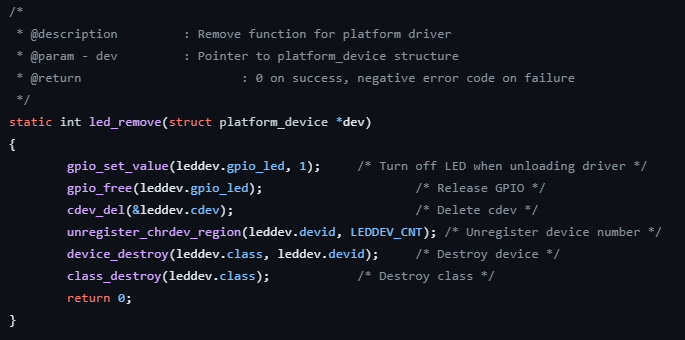 /*
 * @description		: Remove function for platform driver
 * @param - dev		: Pointer to platform_device structure
 * @return			: 0 on success, negative error code on failure
 */
static int led_remove(struct platform_device *dev)
{
	gpio_set_value(leddev.gpio_led, 1);	/* Turn off LED when unloading driver */
	gpio_free(leddev.gpio_led);			/* Release GPIO */
	cdev_del(&leddev.cdev);				/* Delete cdev */
	unregister_chrdev_region(leddev.devid, LEDDEV_CNT); /* Unregister device number */
	device_destroy(leddev.class, leddev.devid);	/* Destroy device */
	class_destroy(leddev.class);		/* Destroy class */
	return 0;
}